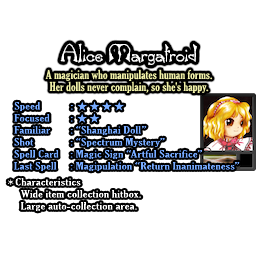 Alice Margatroid
A magician who manipulates human forms.
Her dolls never complain, so she's happy.
Speed : ★★★★
Focused : ★★
Familiar : "Shanghai Doll"
Shot : "Spectrum Mystery"
Spell Card : Magic Sign "Artful Sacrifice"
Last Spell : Magipulation "Return Inanimateness"
* Characteristics
Wide item collection hitbox.
Large auto-collection area.